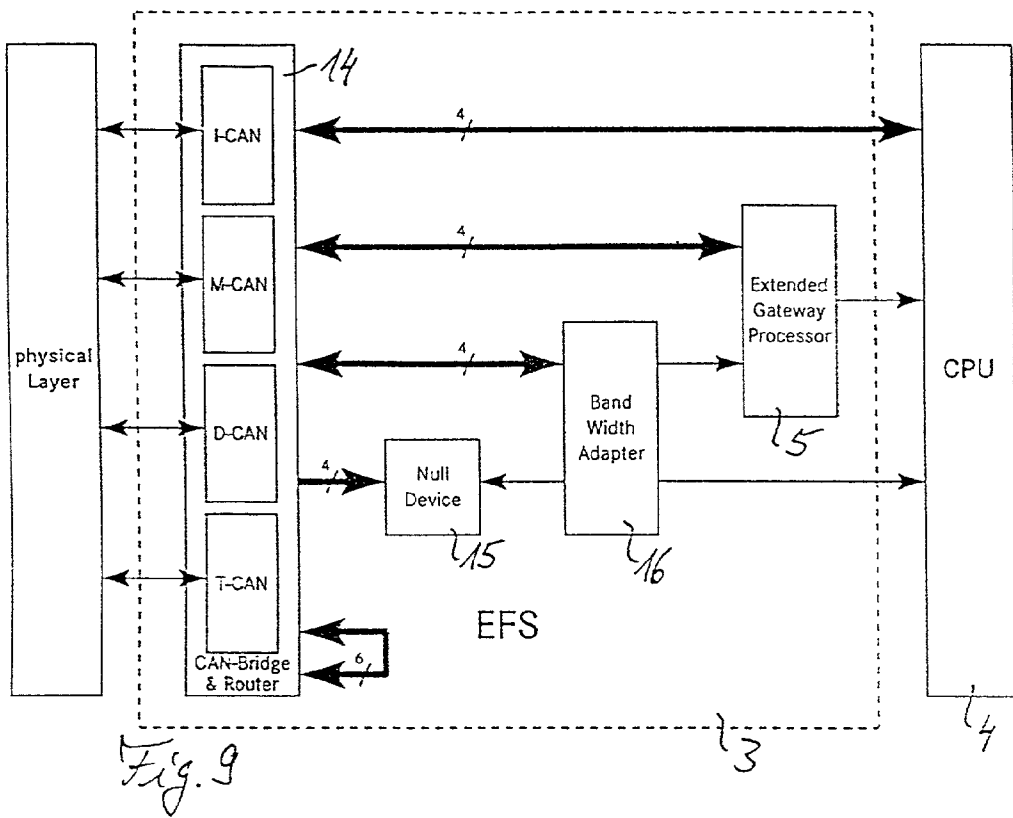 14
I-CAN
4
4
M-CAN
Extended
Gateway
Processor
physical
Layer
4
CPU
Band
Width
Adapter
5
D-CAN
4
Null
Device
15
16
T-CAN
EFS
6
CAN-Bridge
& Router
3
4
Fig. 9